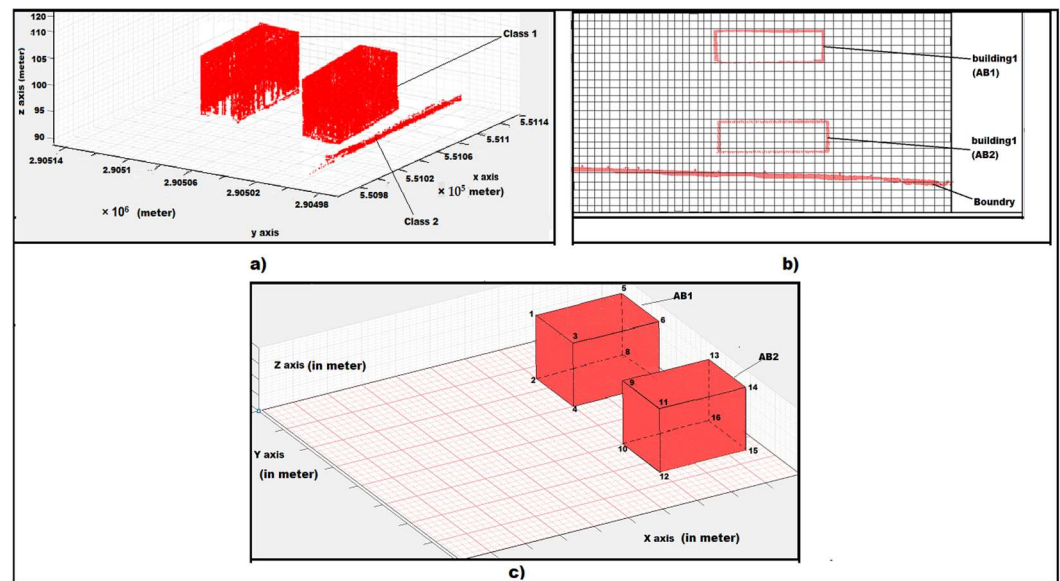 120
110
105
100
95
90
z axis (meter)
Class 1
2.90514
2.9051
2.90506
2.90502
2.90498
5.5098
5.5102
5.5106
5.511
5.5114
x axis
× 10⁵ meter)
× 10⁶ (meter)
Class 2
y axis
a)
building1
(AB1)
building1
(AB2)
Boundry
b)
5
AB1
1
6
3
Z axis (in meter)
8
13
AB2
2
9
14
4
11
16
Y axis
(in meter)
10
15
12
X axis (in meter)
c)